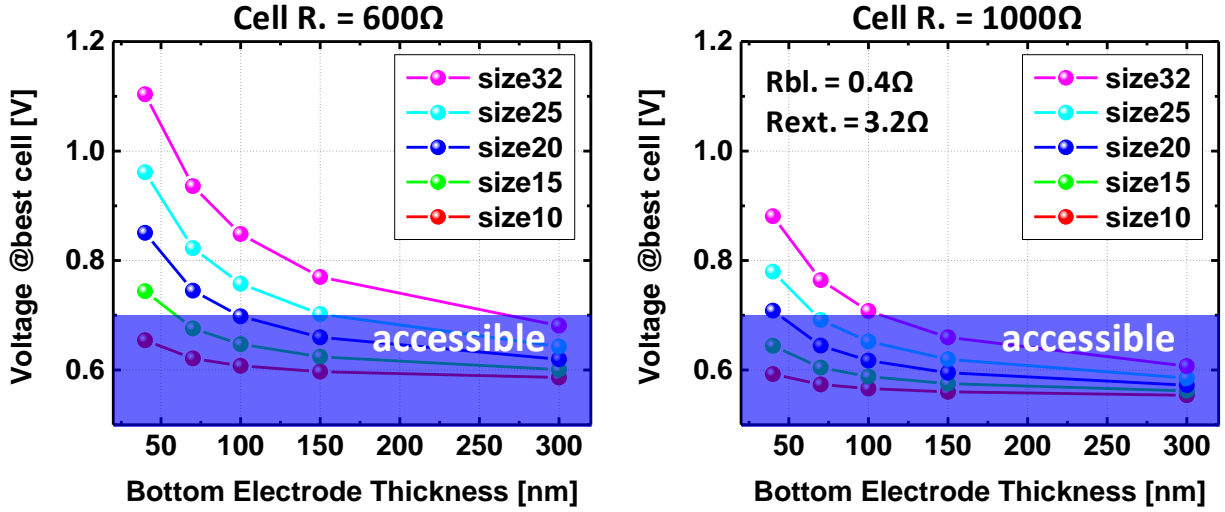 Cell R. = 600Ω
Voltage @best cell [V]
1.2
1.0
0.8
0.6
size32
size25
size20
size15
size10
accessible
50 100 150 200 250 300
Bottom Electrode Thickness [nm]
Cell R. = 1000Ω
Voltage @best cell [V]
1.2
1.0
0.8
0.6
Rbl. = 0.4Ω
Rext. = 3.2Ω
size32
size25
size20
size15
size10
accessible
50 100 150 200 250 300
Bottom Electrode Thickness [nm]